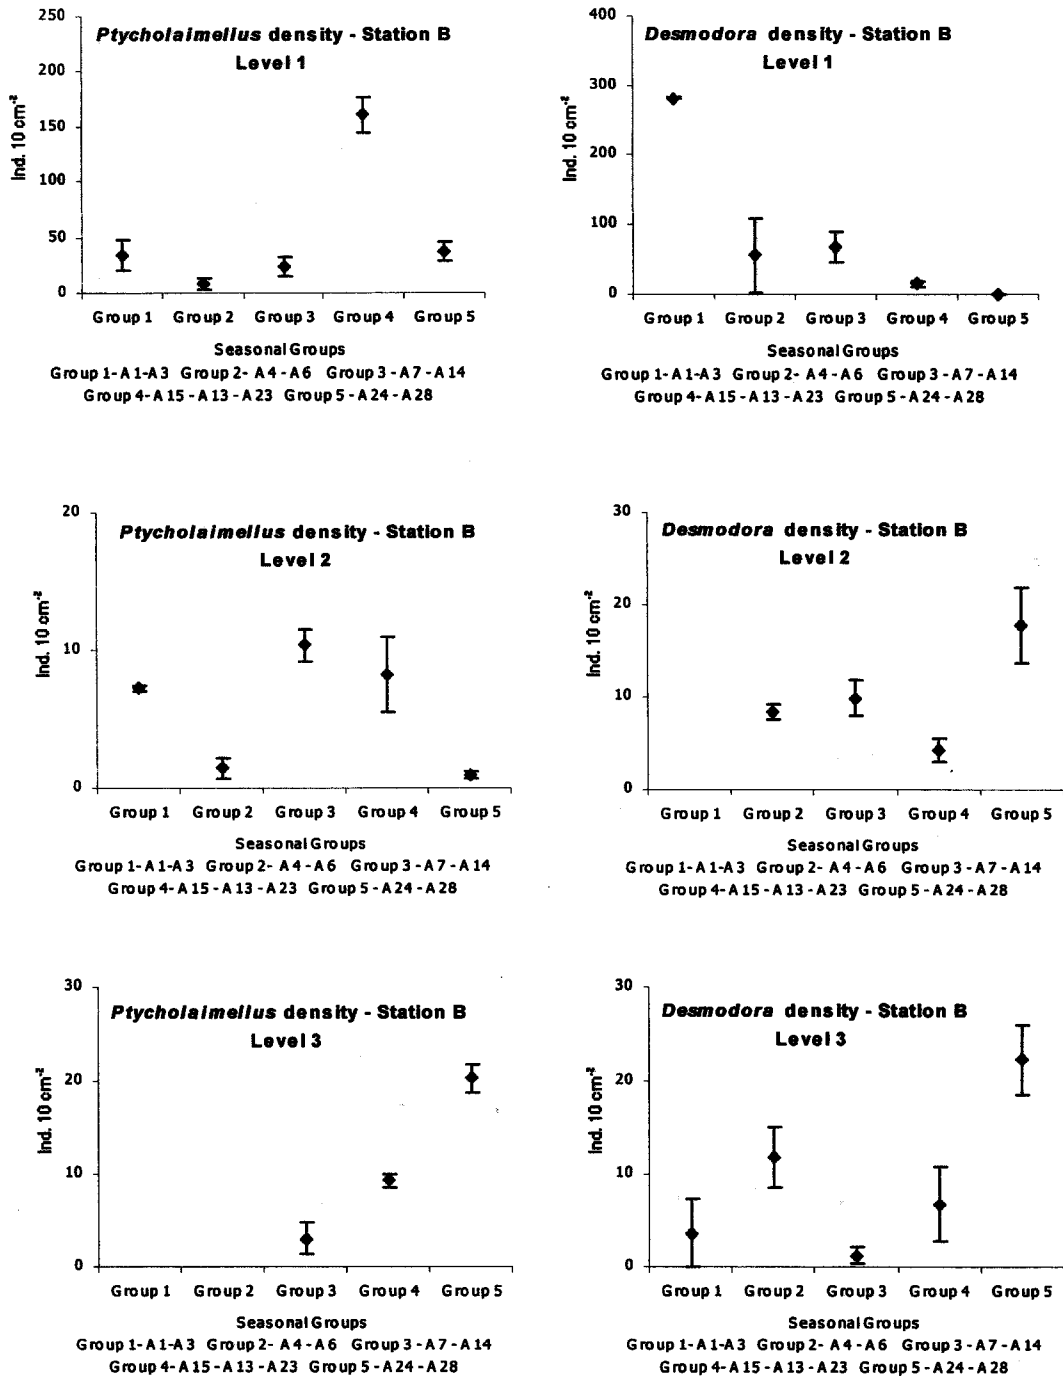 Ptycholaimellus density - Station B
Level 1
250
200
150
100
50
0
Ind. 10 cm-2
Group 1 Group 2 Group 3 Group 4 Group 5
Seasonal Groups
Group 1-A1-A3 Group 2- A4-A6 Group 3 -A7-A14
Group 4-A15-A13-A23 Group 5-A24-A28
Desmodora density - Station B
Level 1
400
300
200
100
0
Ind. 10 cm-2
Group 1 Group 2 Group 3 Group 4 Group 5
Seasonal Groups
Group 1-A1-A3 Group 2- A4-A6 Group 3 -A7-A14
Group 4-A15-A13-A23 Group 5-A24-A28
Ptycholaimellus density - Station B
Level 2
20
10
0
Ind. 10 cm-2
Group 1 Group 2 Group 3 Group 4 Group 5
Seasonal Groups
Group 1-A1-A3 Group 2- A4-A6 Group 3 -A7-A14
Group 4-A15-A13-A23 Group 5-A24-A28
Desmodora density - Station B
Level 2
30
20
10
0
Ind. 10 cm-2
Group 1 Group 2 Group 3 Group 4 Group 5
Seasonal Groups
Group 1-A1-A3 Group 2- A4-A6 Group 3 -A7-A14
Group 4-A15-A13-A23 Group 5-A24-A28
Ptycholaimellus density - Station B
Level 3
30
20
10
0
Ind. 10 cm-2
Group 1 Group 2 Group 3 Group 4 Group 5
Seasonal Groups
Group 1-A1-A3 Group 2- A4-A6 Group 3 -A7-A14
Group 4-A15-A13-A23 Group 5-A24-A28
Desmodora density - Station B
Level 3
30
20
10
0
Ind. 10 cm-2
Group 1 Group 2 Group 3 Group 4 Group 5
Seasonal Groups
Group 1-A1-A3 Group 2- A4-A6 Group 3 -A7-A14
Group 4-A15-A13-A23 Group 5-A24-A28